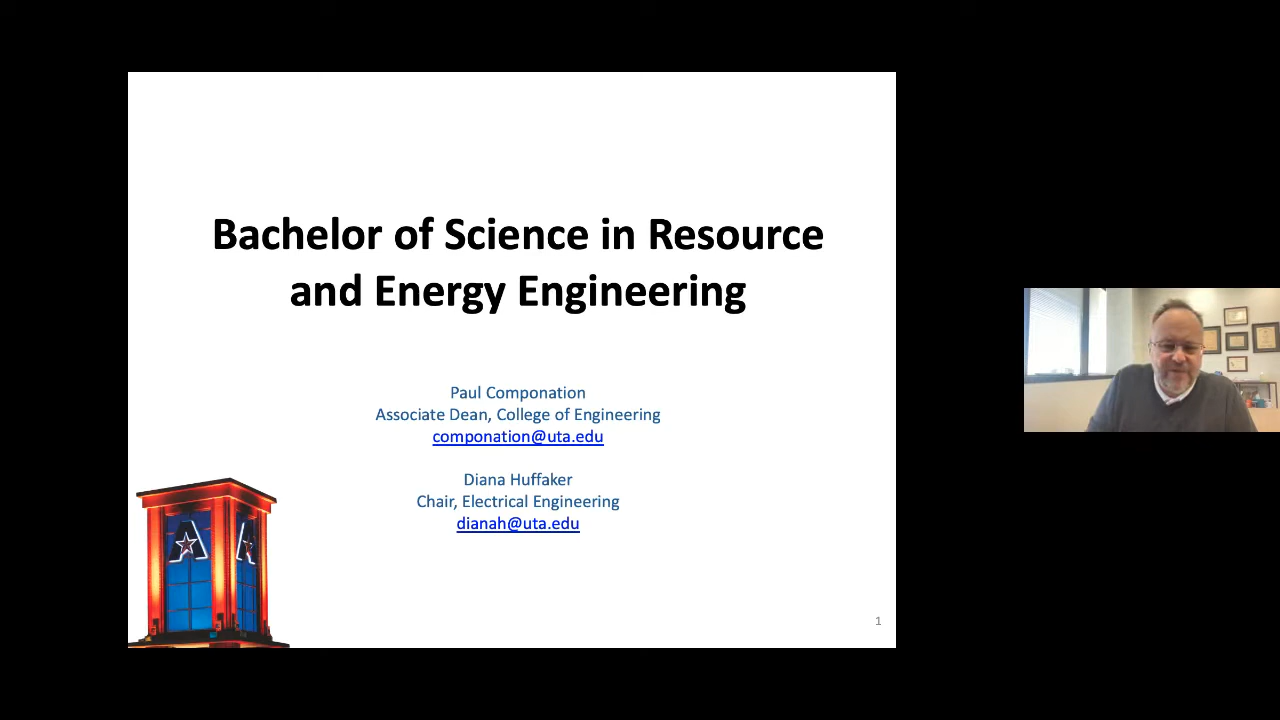 Bachelor of Science in Resource
and Energy Engineering
Paul Componation
Associate Dean, College of Engineering
componation@uta.edu
Diana Huffaker
Chair, Electrical Engineering
dianah@uta.edu
A
A
1